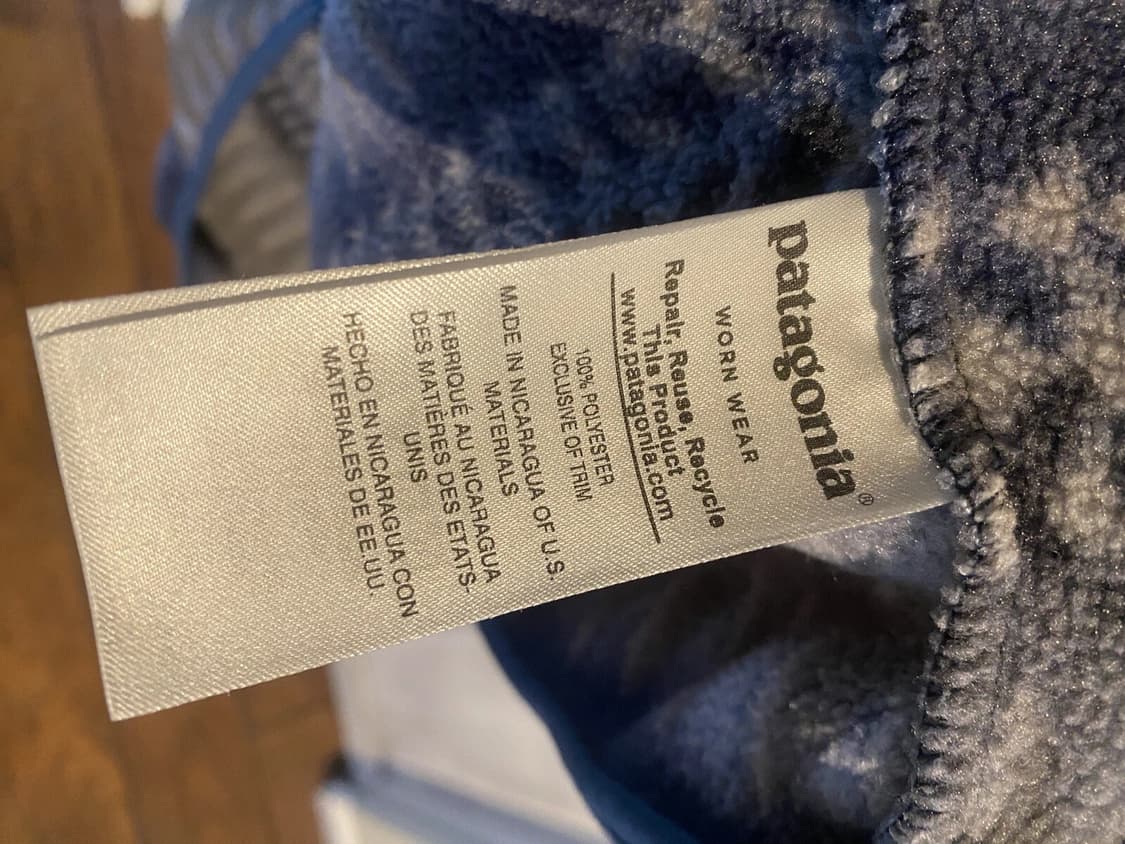 patagonia®
WORN WEAR
Repair, Reuse, Recycle
This Product
www.patagonia.com
100% POLYESTER
EXCLUSIVE OF TRIM
MADE IN NICARAGUA OF U.S.
MATERIALS
FABRIQUÉ AU NICARAGUA
DES MATIÈRES DES ETATS-
UNIS
HECHO EN NICARAGUA CON
MATERIALES DE EE.UU.